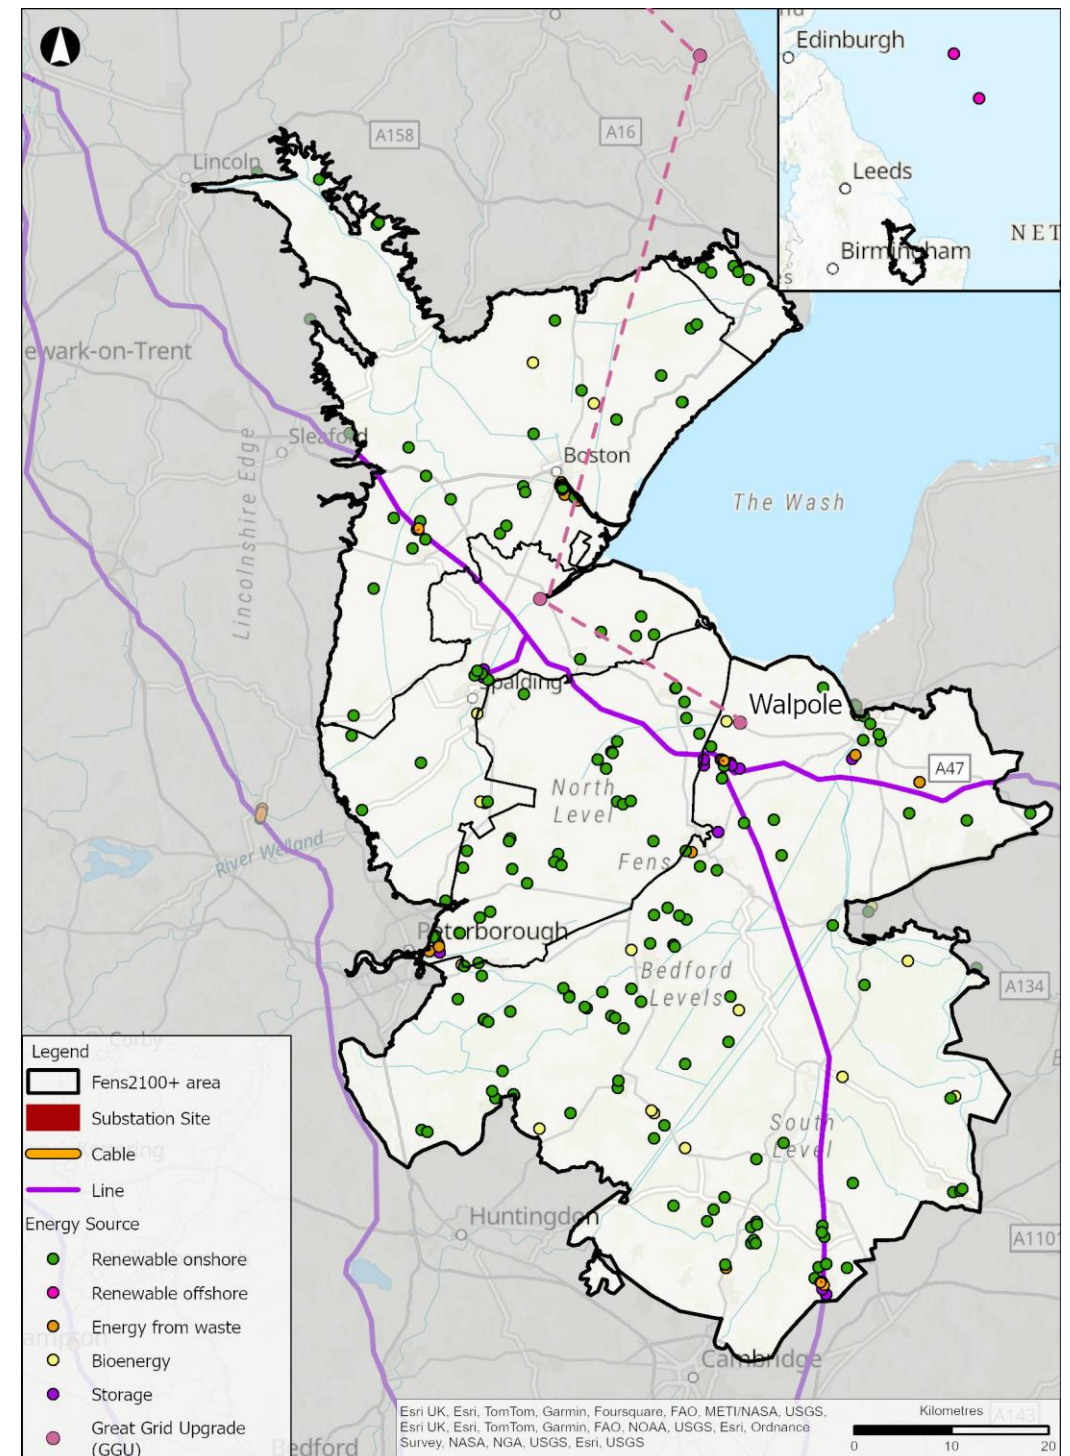 Edinburgh
Leeds
Birmingham
NET
s
A158
A16
Lincoln
ewark-on-Trent
Sleaford
Lincolnshire Edge
Boston
The Wash
Spalding
Walpole
A47
North
Level
Fens
River Welland
Peterborough
Bedford
Levels
A134
Corby
South
Level
Huntingdon
A1101
Cambridge
A143
Bedford
Legend
Fens2100+ area
Substation Site
Cable
Line
Energy Source
Renewable onshore
Renewable offshore
Energy from waste
Bioenergy
Storage
Great Grid Upgrade
(GGU)
Esri UK, Esri, TomTom, Garmin, Foursquare, FAO, METI/NASA, USGS,
Esri UK, Esri, TomTom, Garmin, FAO, NOAA, USGS, Esri, Ordnance
Survey, NASA, NGA, USGS, Esri, USGS
Kilometres
0 10 20